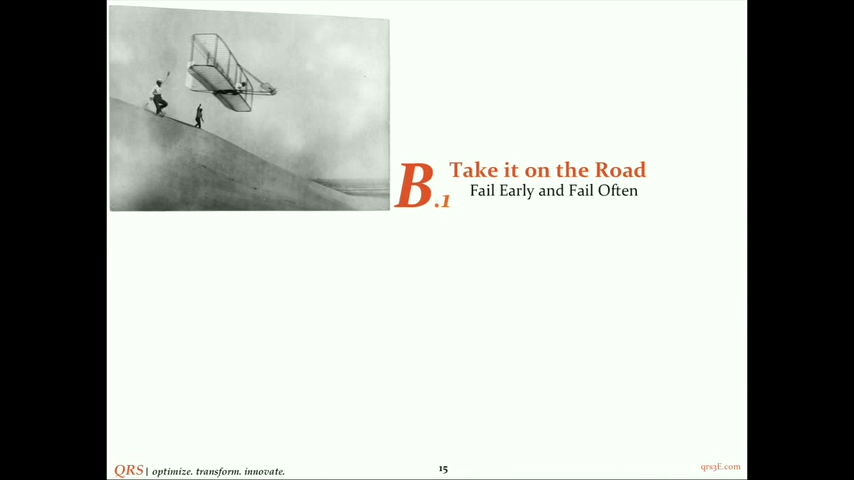 B.1
Take it on the Road
Fail Early and Fail Often
QRS| optimize. transform. innovate.
15
qrs3E.com